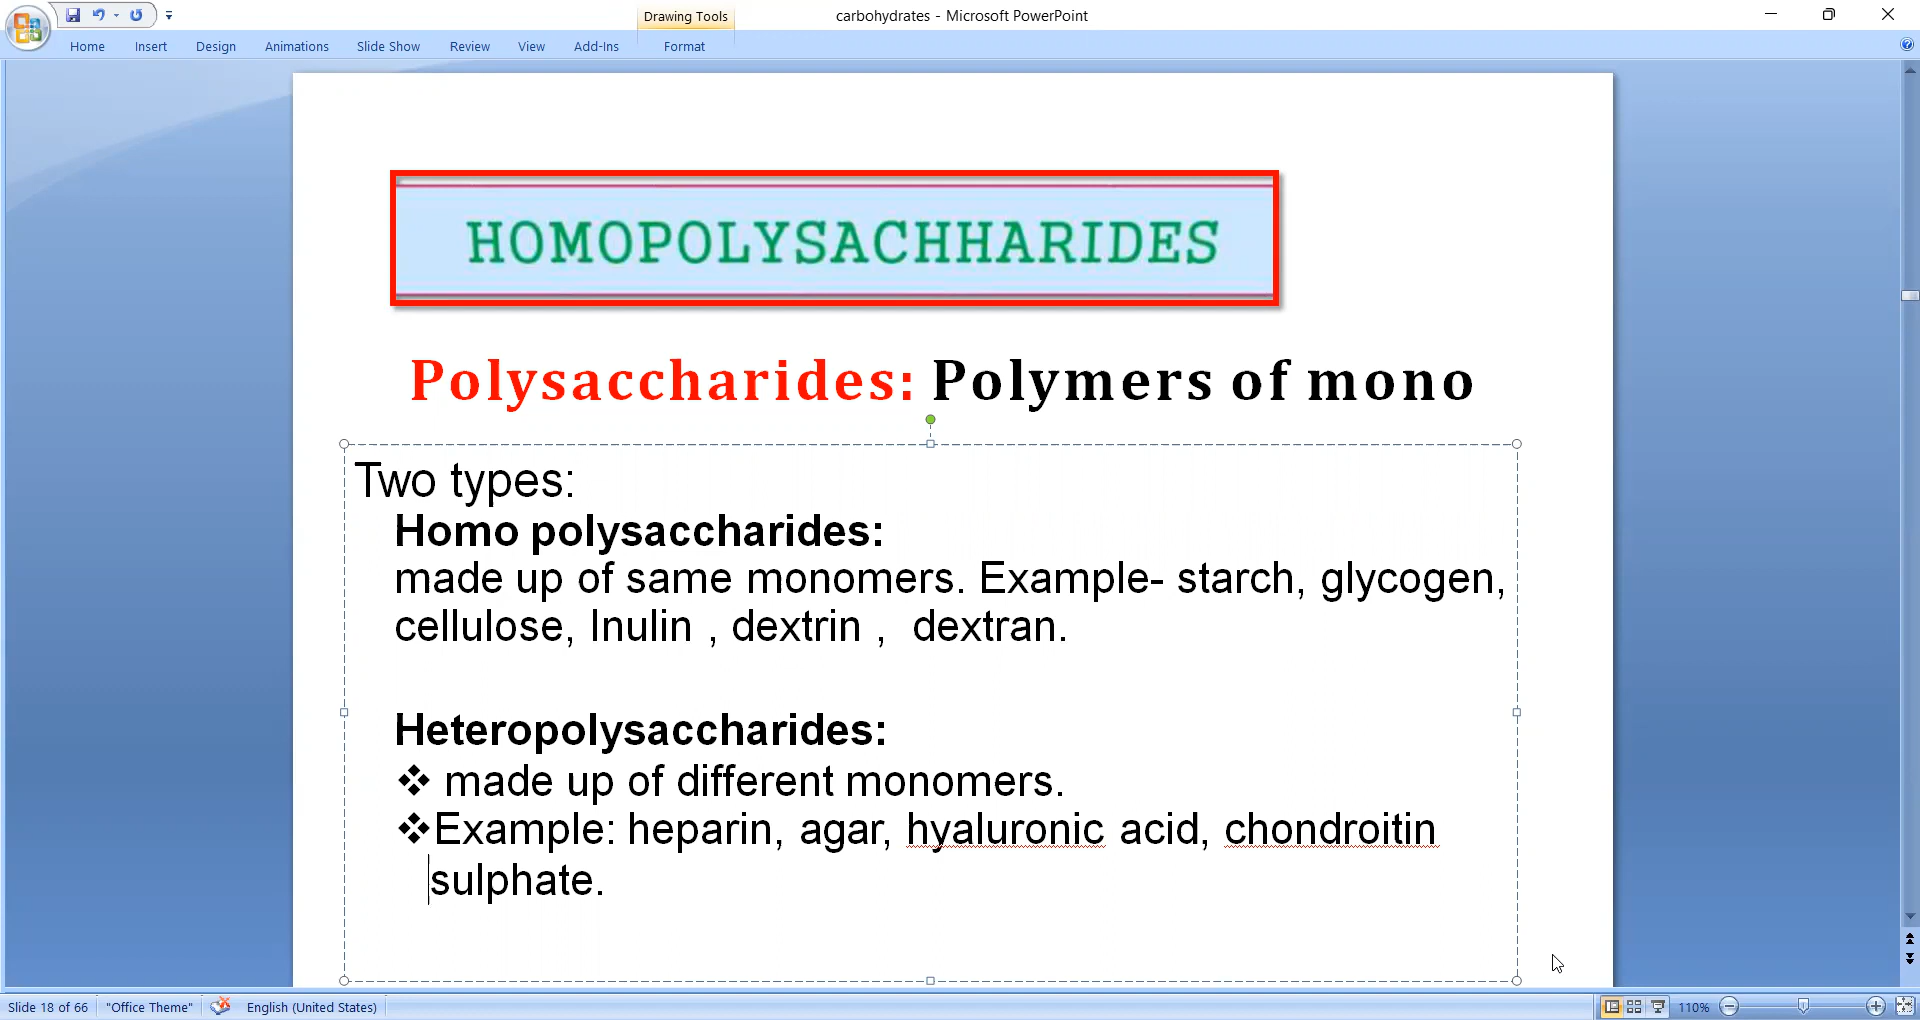 Drawing Tools
carbohydrates - Microsoft PowerPoint
Home Insert Design Animations Slide Show Review View Add-Ins Format
HOMOPOLYSACHHARIDES
Polysaccharides: Polymers of mono
Two types:
Homo polysaccharides:
made up of same monomers. Example- starch, glycogen,
cellulose, Inulin , dextrin ,  dextran.
Heteropolysaccharides:
❖ made up of different monomers.
❖Example: heparin, agar, hyaluronic acid, chondroitin
sulphate.
Slide 18 of 66 "Office Theme" English (United States) 110%